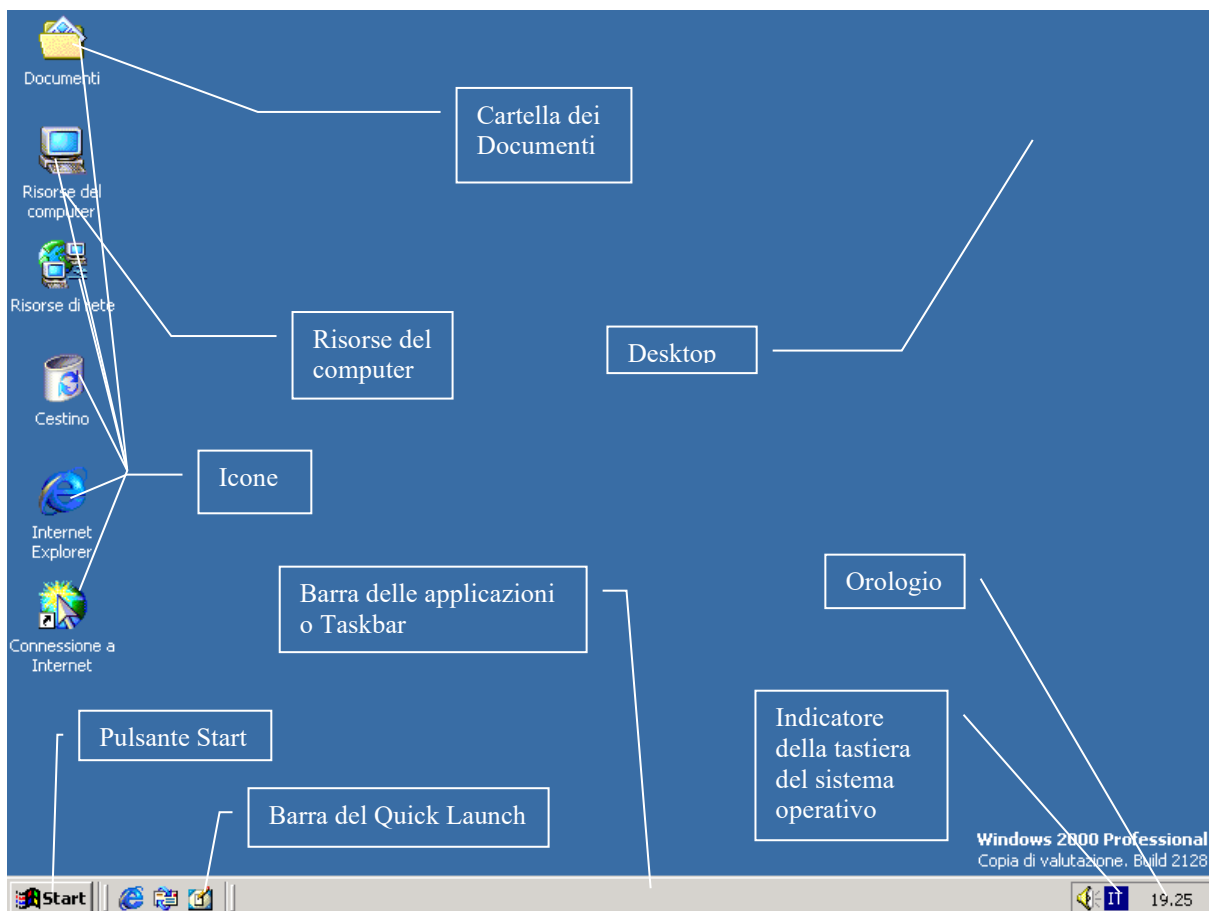 Documenti
Cartella dei
Documenti
Risorse del
computer
Risorse di rete
Risorse del
computer
Desktop
Cestino
Icone
Internet
Explorer
Barra delle applicazioni
o Taskbar
Orologio
Connessione a
Internet
Pulsante Start
Indicatore
della tastiera
del sistema
operativo
Barra del Quick Launch
Windows 2000 Professional
Copia di valutazione. Build 2128
Start
IT
19.25